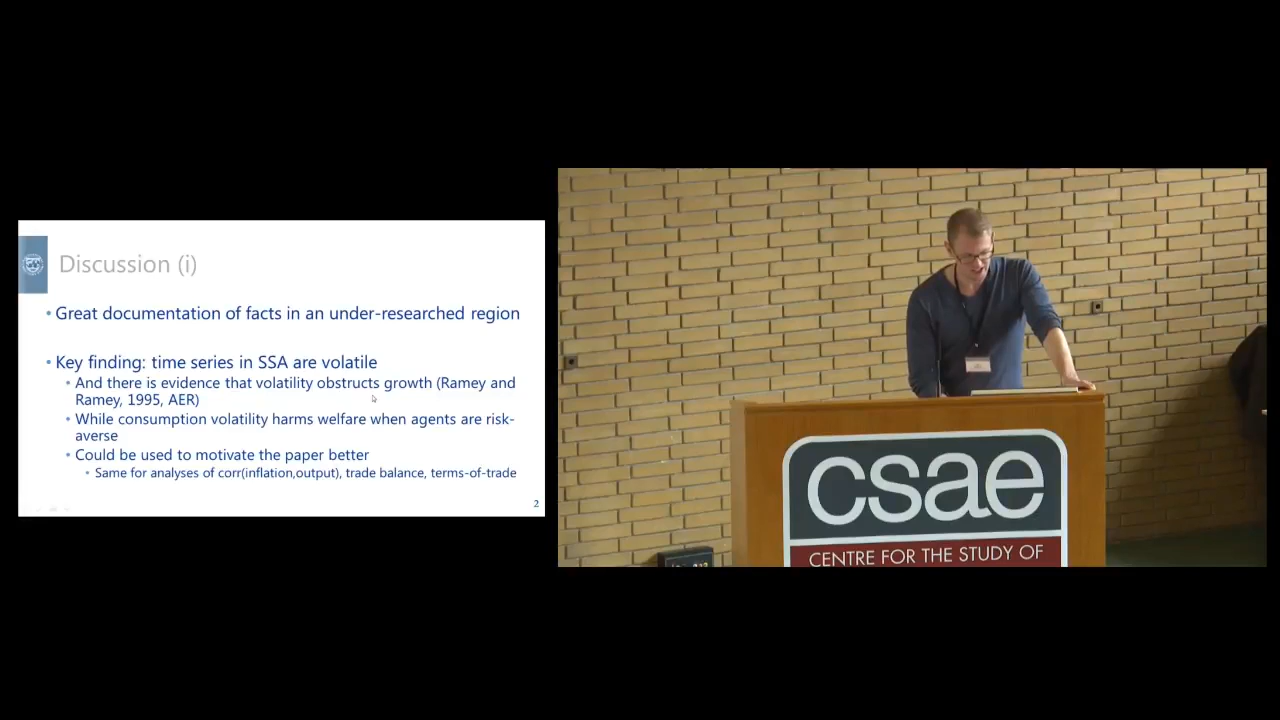 Discussion (i)
• Great documentation of facts in an under-researched region
• Key finding: time series in SSA are volatile
• And there is evidence that volatility obstructs growth (Ramey and
Ramey, 1995, AER)
• While consumption volatility harms welfare when agents are risk-
averse
• Could be used to motivate the paper better
• Same for analyses of corr(inflation,output), trade balance, terms-of-trade
2
csae
CENTRE FOR THE STUDY OF